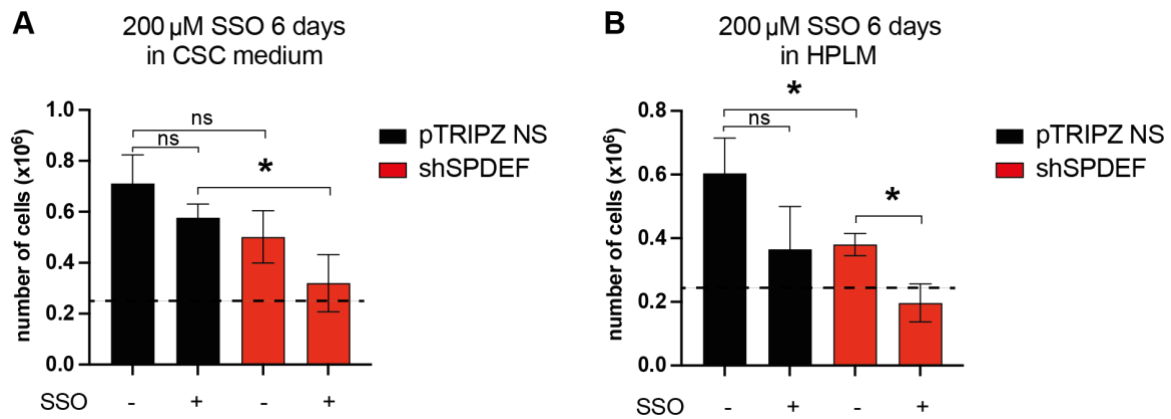 A
200 µM SSO 6 days
in CSC medium
number of cells (x10⁶)
1.0
0.8
0.6
0.4
0.2
0.0
ns
ns
*
pTRIPZ NS
shSPDEF
SSO - + - +
B
200 µM SSO 6 days
in HPLM
number of cells (x10⁶)
0.8
0.6
0.4
0.2
0.0
*
ns
*
pTRIPZ NS
shSPDEF
SSO - + - +